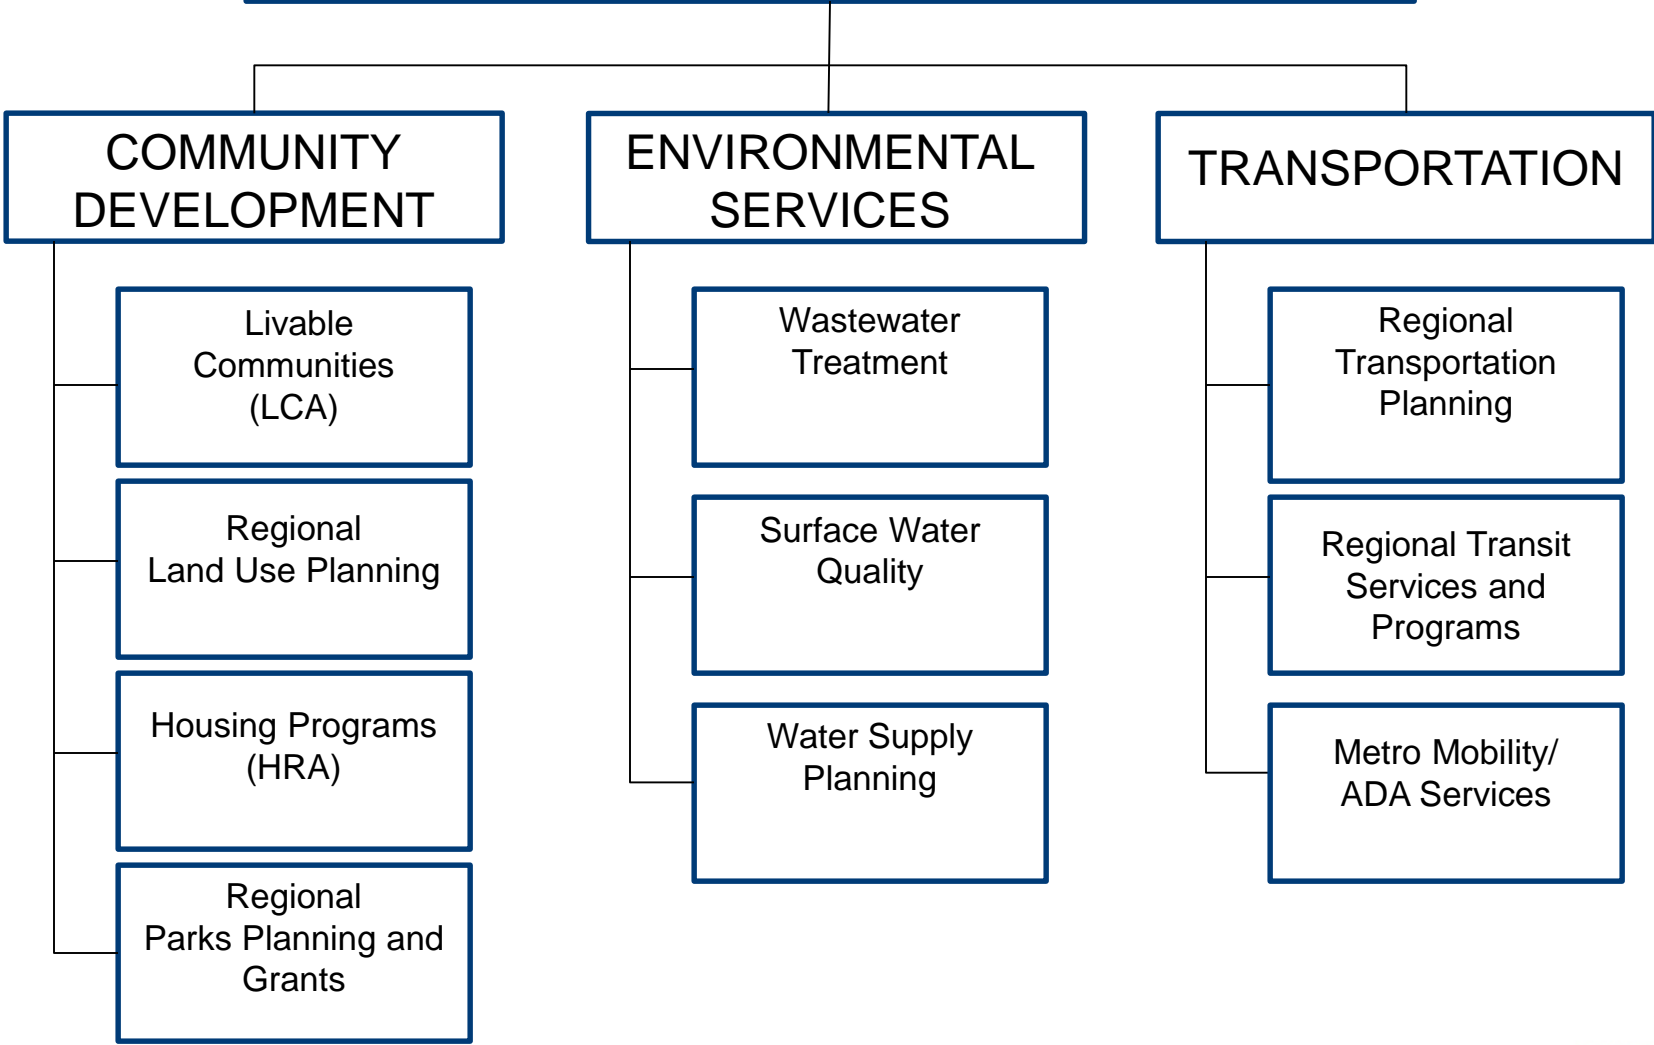 COMMUNITY
DEVELOPMENT
ENVIRONMENTAL
SERVICES
TRANSPORTATION
Livable
Communities
(LCA)
Regional
Land Use Planning
Housing Programs
(HRA)
Regional
Parks Planning and
Grants
Wastewater
Treatment
Surface Water
Quality
Water Supply
Planning
Regional
Transportation
Planning
Regional Transit
Services and
Programs
Metro Mobility/
ADA Services